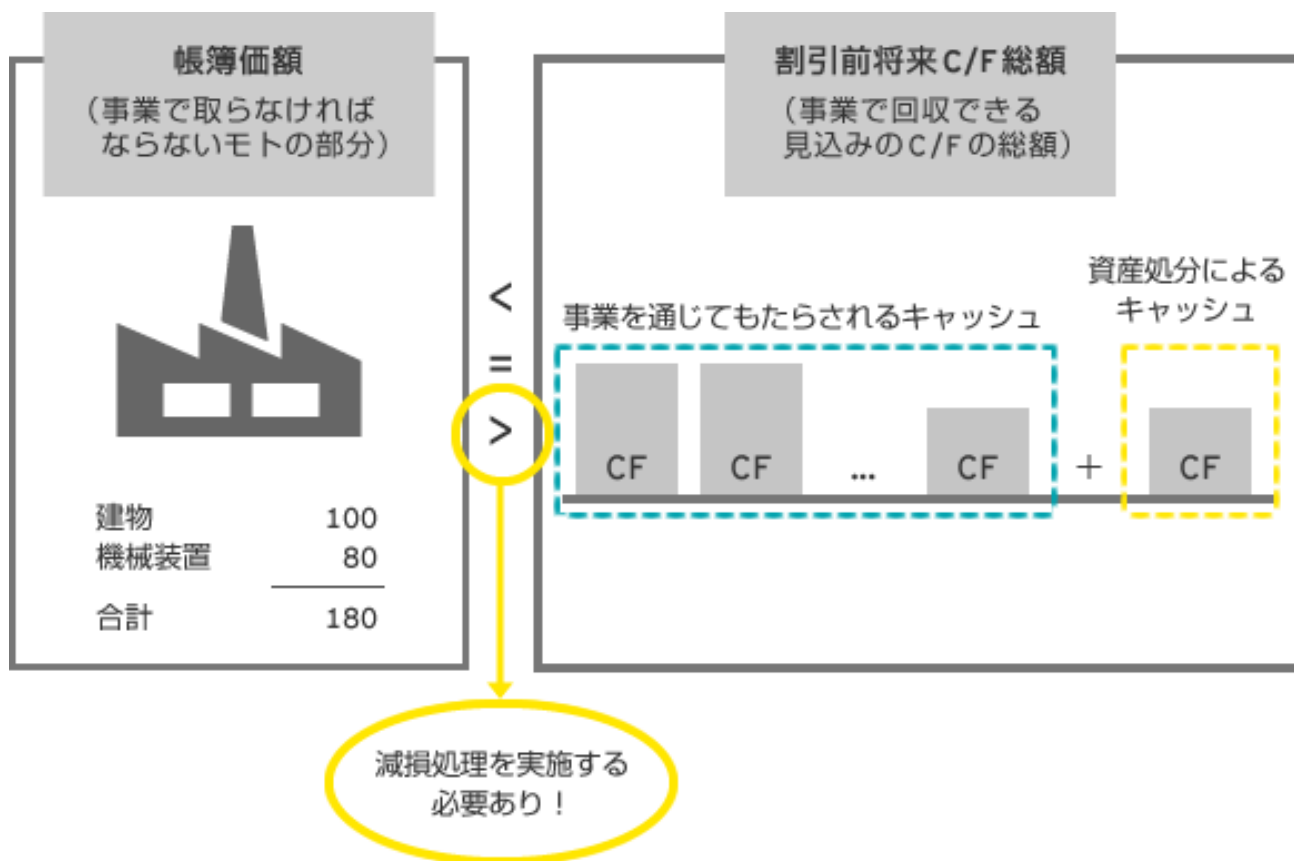 帳簿価額
（事業で取らなければ
ならないモトの部分）
建物 100
機械装置 80
合計 180
<
=
>
割引前将来C/F総額
（事業で回収できる
見込みのC/Fの総額）
事業を通じてもたらされるキャッシュ
資産処分による
キャッシュ
CF CF … CF + CF
減損処理を実施する
必要あり！